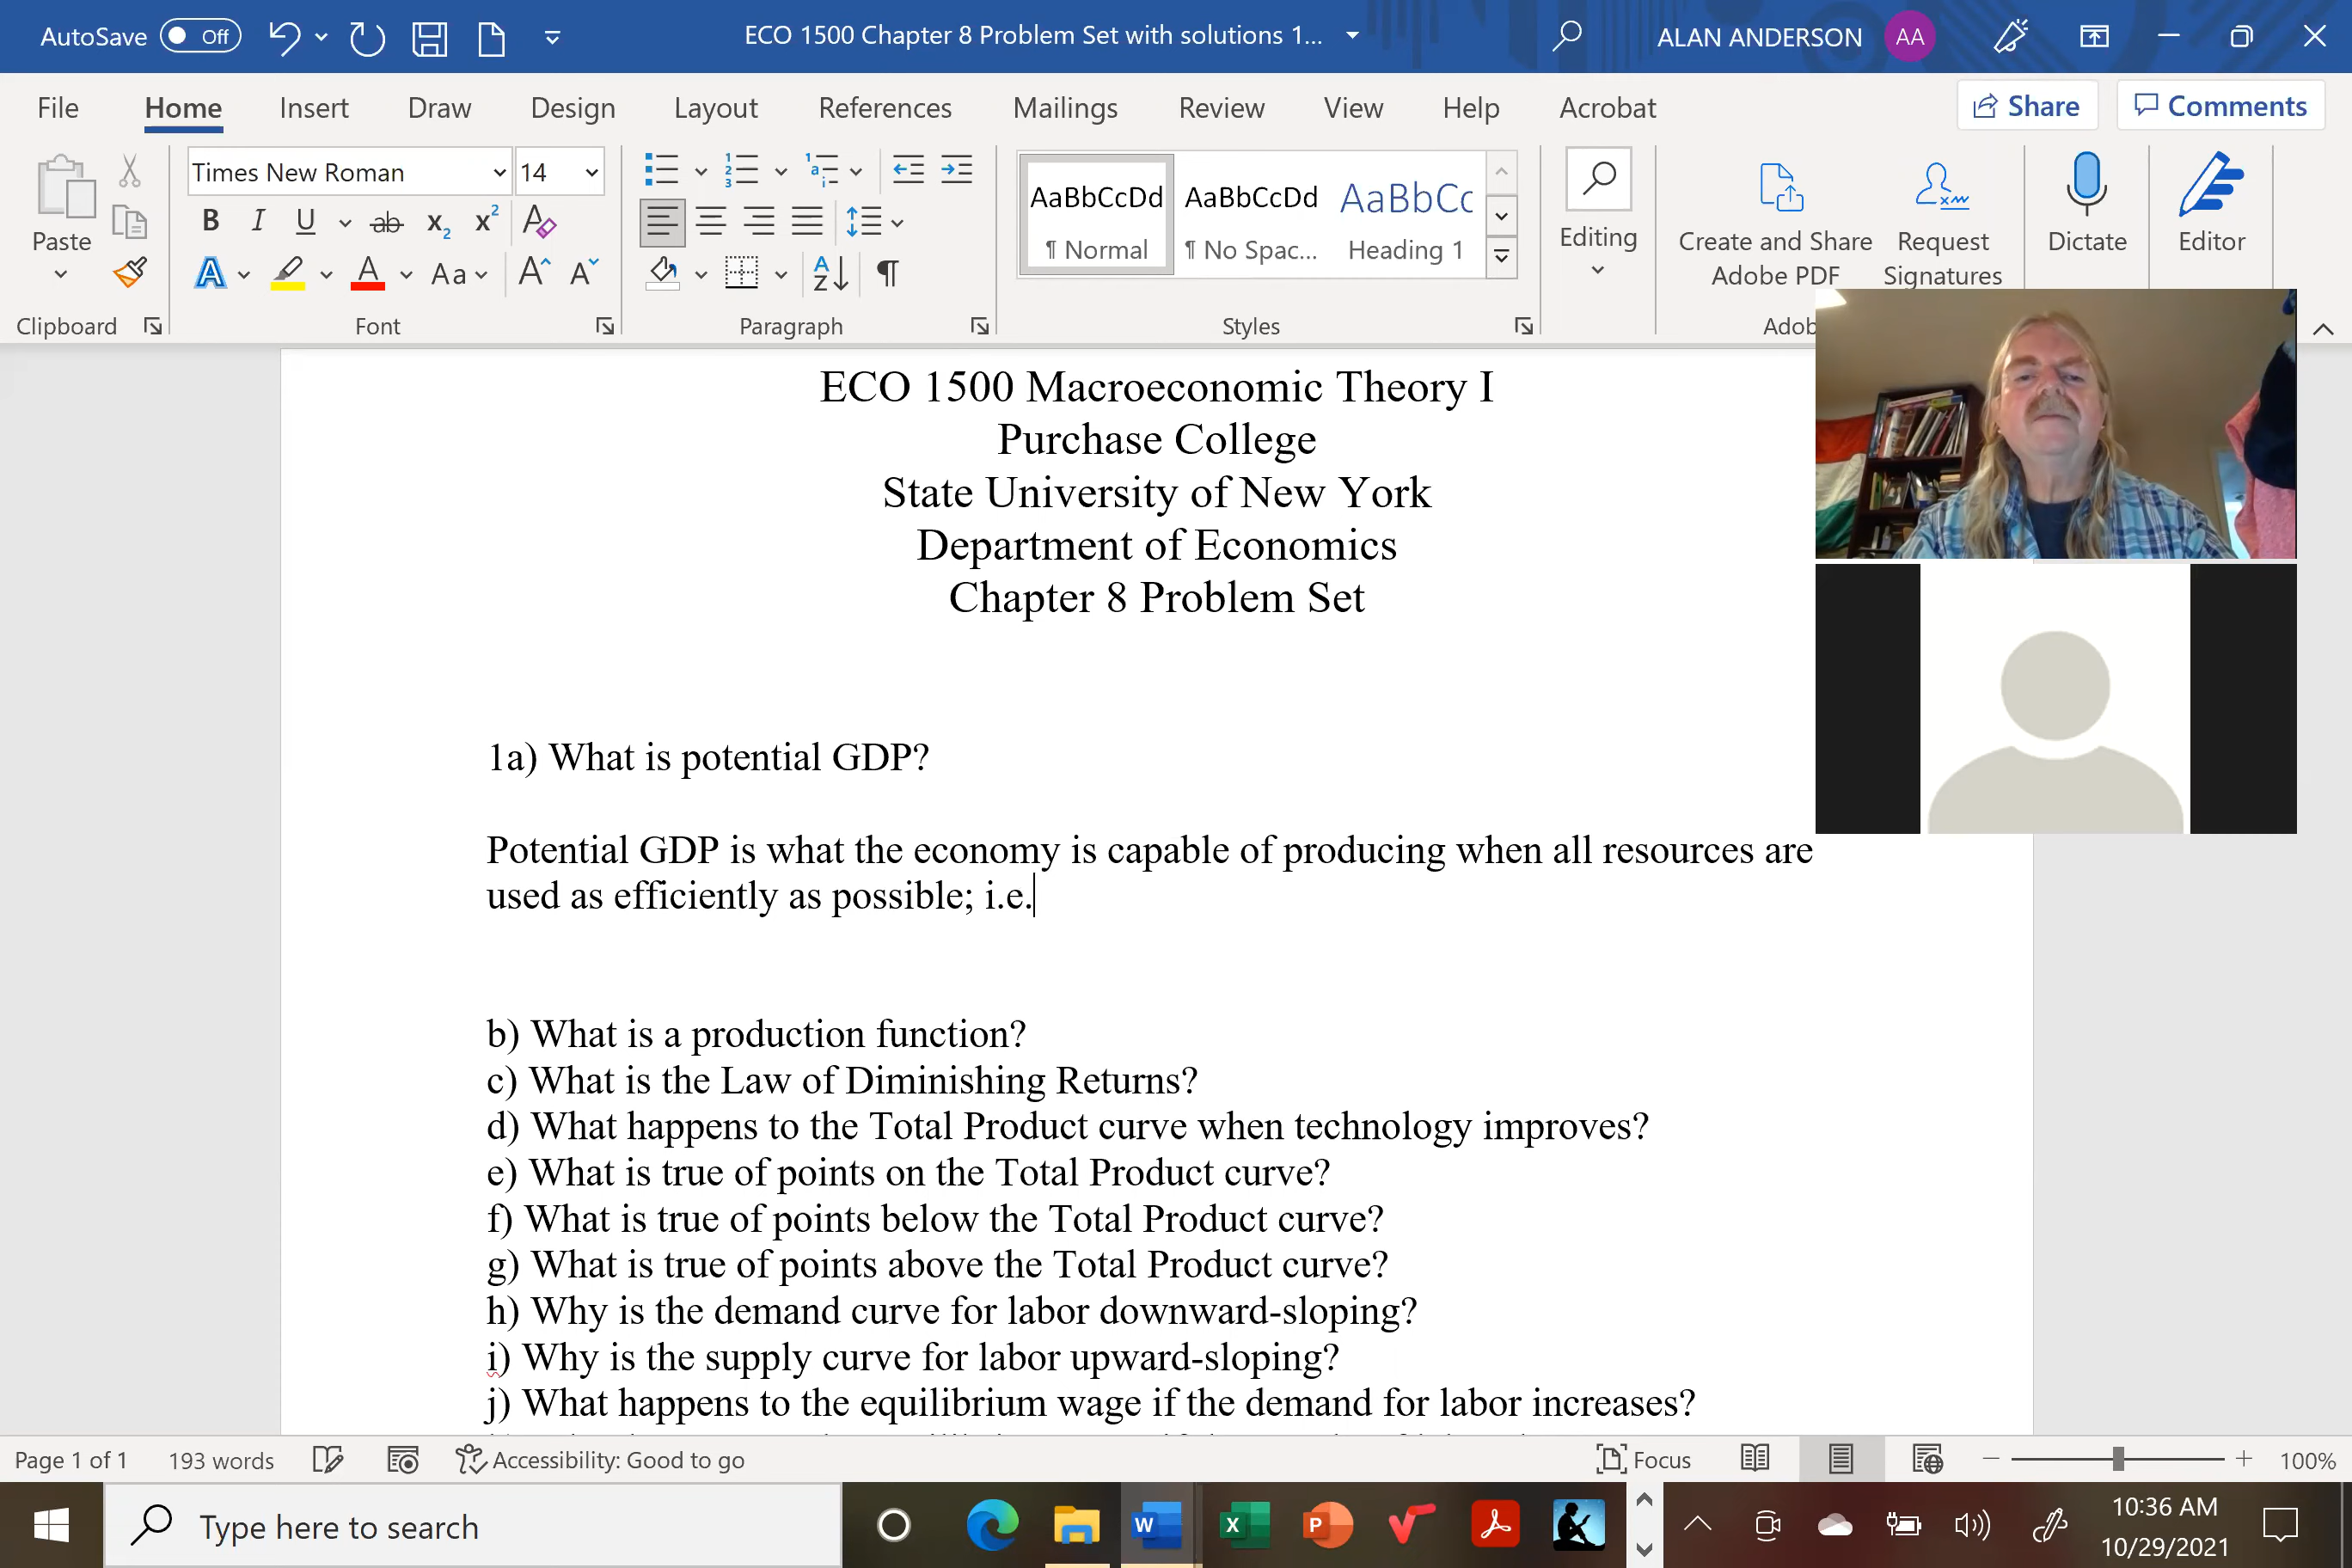 AutoSave Off ECO 1500 Chapter 8 Problem Set with solutions 1... ALAN ANDERSON AA
File Home Insert Draw Design Layout References Mailings Review View Help Acrobat Share Comments
Times New Roman 14
Paste
AaBbCcDd AaBbCcDd AaBbCc
¶ Normal ¶ No Spac... Heading 1
Editing
Create and Share Adobe PDF
Request Signatures
Dictate
Editor
Clipboard Font Paragraph Styles Adob
ECO 1500 Macroeconomic Theory I
Purchase College
State University of New York
Department of Economics
Chapter 8 Problem Set
1a) What is potential GDP?
Potential GDP is what the economy is capable of producing when all resources are
used as efficiently as possible; i.e.
b) What is a production function?
c) What is the Law of Diminishing Returns?
d) What happens to the Total Product curve when technology improves?
e) What is true of points on the Total Product curve?
f) What is true of points below the Total Product curve?
g) What is true of points above the Total Product curve?
h) Why is the demand curve for labor downward-sloping?
i) Why is the supply curve for labor upward-sloping?
j) What happens to the equilibrium wage if the demand for labor increases?
Page 1 of 1 193 words Accessibility: Good to go Focus 100%
Type here to search
10:36 AM
10/29/2021